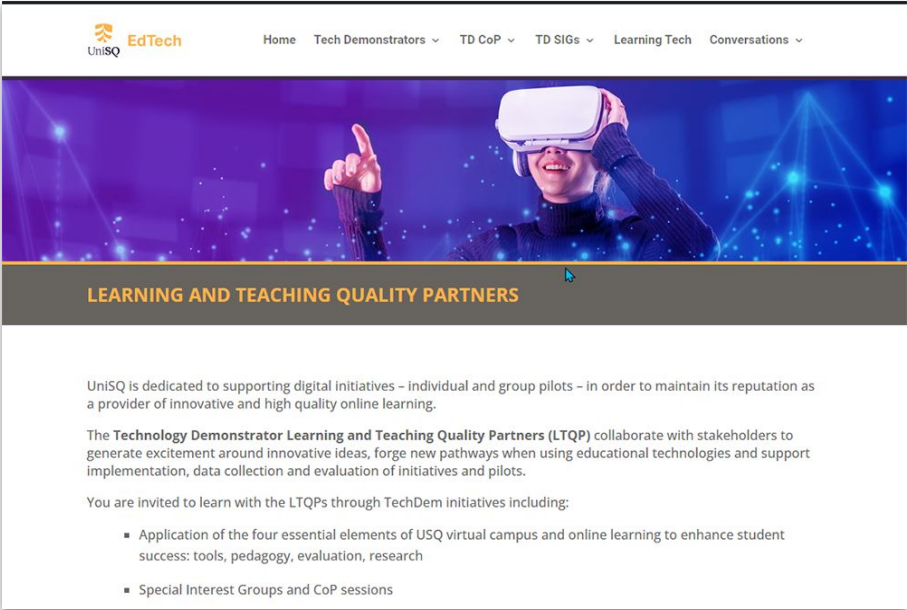 UniSQ EdTech Home Tech Demonstrators TD CoP TD SIGs Learning Tech Conversations
LEARNING AND TEACHING QUALITY PARTNERS
UniSQ is dedicated to supporting digital initiatives – individual and group pilots – in order to maintain its reputation as
a provider of innovative and high quality online learning.
The Technology Demonstrator Learning and Teaching Quality Partners (LTQP) collaborate with stakeholders to
generate excitement around innovative ideas, forge new pathways when using educational technologies and support
implementation, data collection and evaluation of initiatives and pilots.
You are invited to learn with the LTQPs through TechDem initiatives including:
▪ Application of the four essential elements of USQ virtual campus and online learning to enhance student
success: tools, pedagogy, evaluation, research
▪ Special Interest Groups and CoP sessions